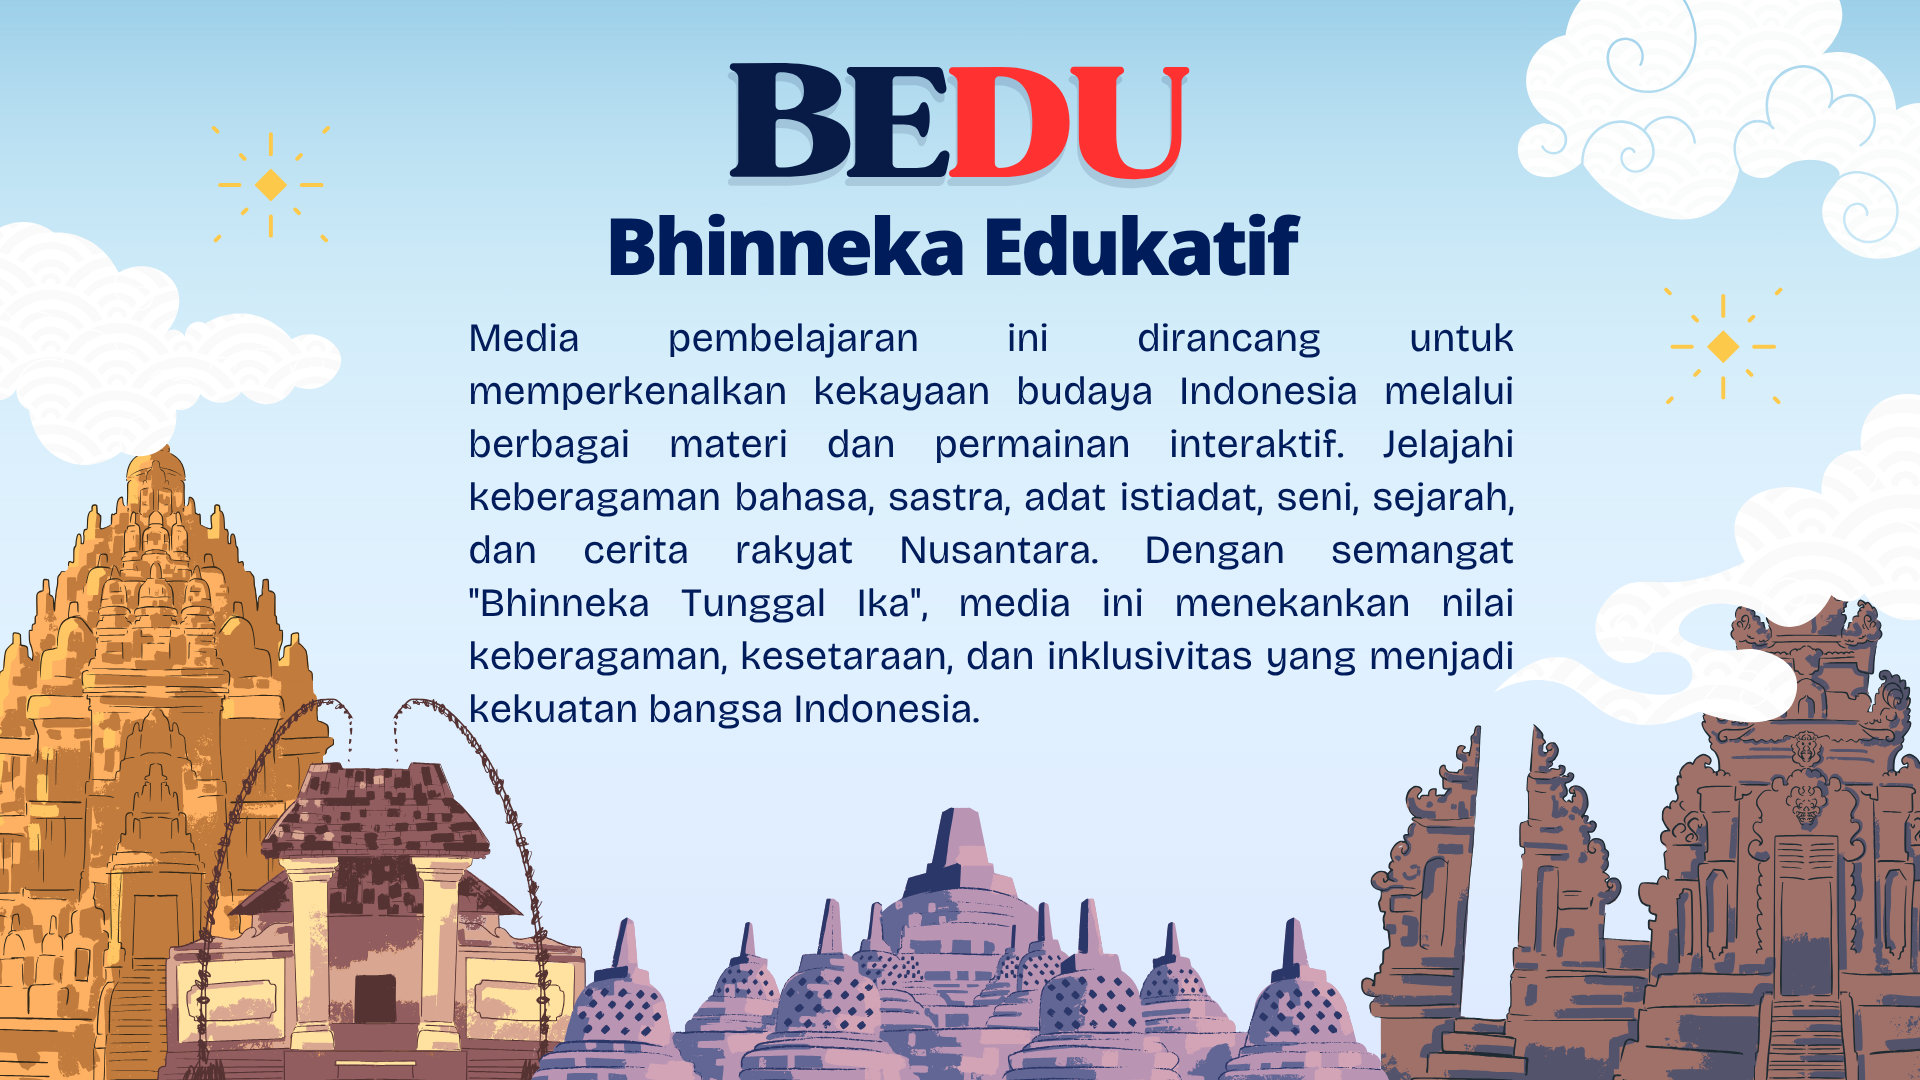 BEDU
Bhinneka Edukatif
Media pembelajaran ini dirancang untuk
memperkenalkan kekayaan budaya Indonesia melalui
berbagai materi dan permainan interaktif. Jelajahi
keberagaman bahasa, sastra, adat istiadat, seni, sejarah,
dan cerita rakyat Nusantara. Dengan semangat
"Bhinneka Tunggal Ika", media ini menekankan nilai
keberagaman, kesetaraan, dan inklusivitas yang menjadi
kekuatan bangsa Indonesia.